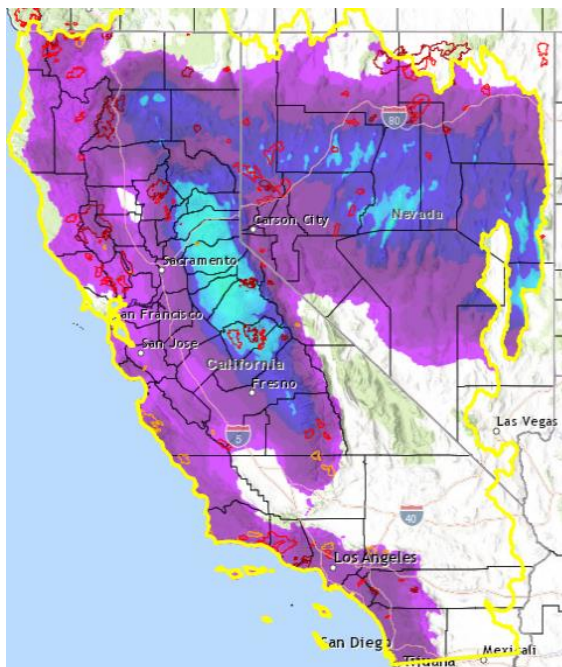 80
Carson City
Nevada
Sacramento
an Francisco
San Jose
California
Fresno
5
Las Vegas
40
Los Angeles
San Diego
Tijuana
Mexicali